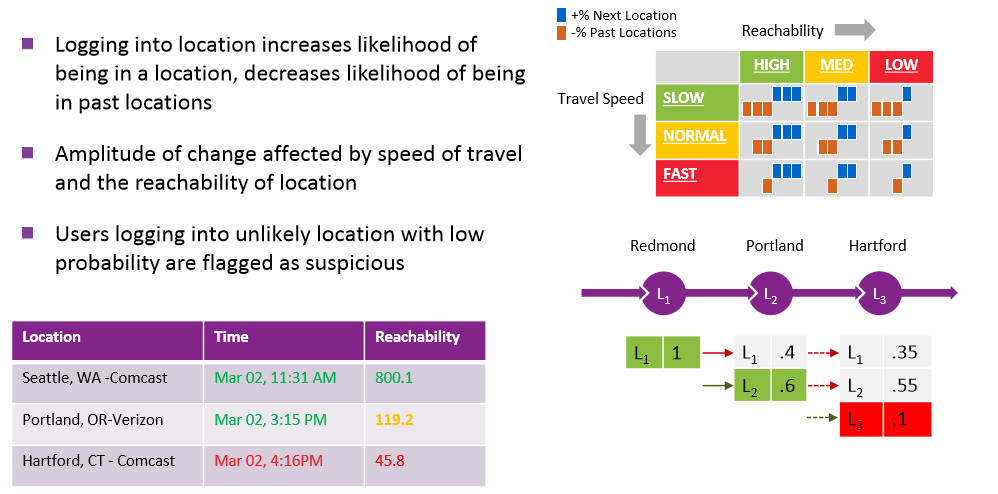 Logging into location increases likelihood of
being in a location, decreases likelihood of being
in past locations
Amplitude of change affected by speed of travel
and the reachability of location
Users logging into unlikely location with low
probability are flagged as suspicious
Location Time Reachability
Seattle, WA -Comcast Mar 02, 11:31 AM 800.1
Portland, OR-Verizon Mar 02, 3:15 PM 119.2
Hartford, CT - Comcast Mar 02, 4:16PM 45.8
+% Next Location
-% Past Locations
Reachability
HIGH MED LOW
Travel Speed
SLOW
NORMAL
FAST
Redmond Portland Hartford
L1 L2 L3
L1 1 L1 .4 L1 .35
L2 .6 L2 .55
L3 .1